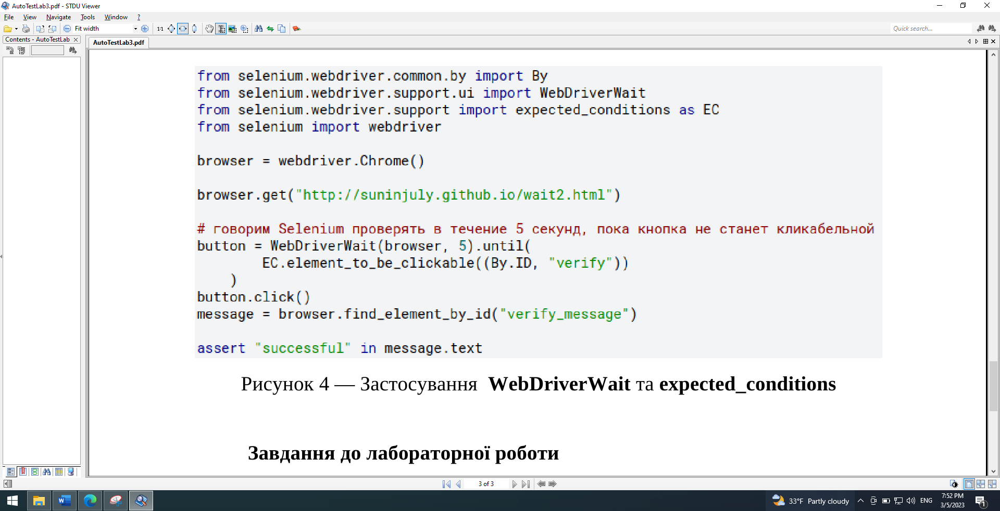 AutoTestLab3.pdf - STDU Viewer
File View Navigate Tools Window ?
Fit width
1:1
Quick search...
Contents - AutoTestLab
AutoTestLab3.pdf
from selenium.webdriver.common.by import By
from selenium.webdriver.support.ui import WebDriverWait
from selenium.webdriver.support import expected_conditions as EC
from selenium import webdriver
browser = webdriver.Chrome()
browser.get("http://suninjuly.github.io/wait2.html")
# говорим Selenium проверять в течение 5 секунд, пока кнопка не станет кликабельной
button = WebDriverWait(browser, 5).until(
EC.element_to_be_clickable((By.ID, "verify"))
)
button.click()
message = browser.find_element_by_id("verify_message")
assert "successful" in message.text
Рисунок 4 — Застосування WebDriverWait та expected_conditions
Завдання до лабораторної роботи
3 of 3
33°F Partly cloudy
ENG
7:52 PM
3/5/2023
1